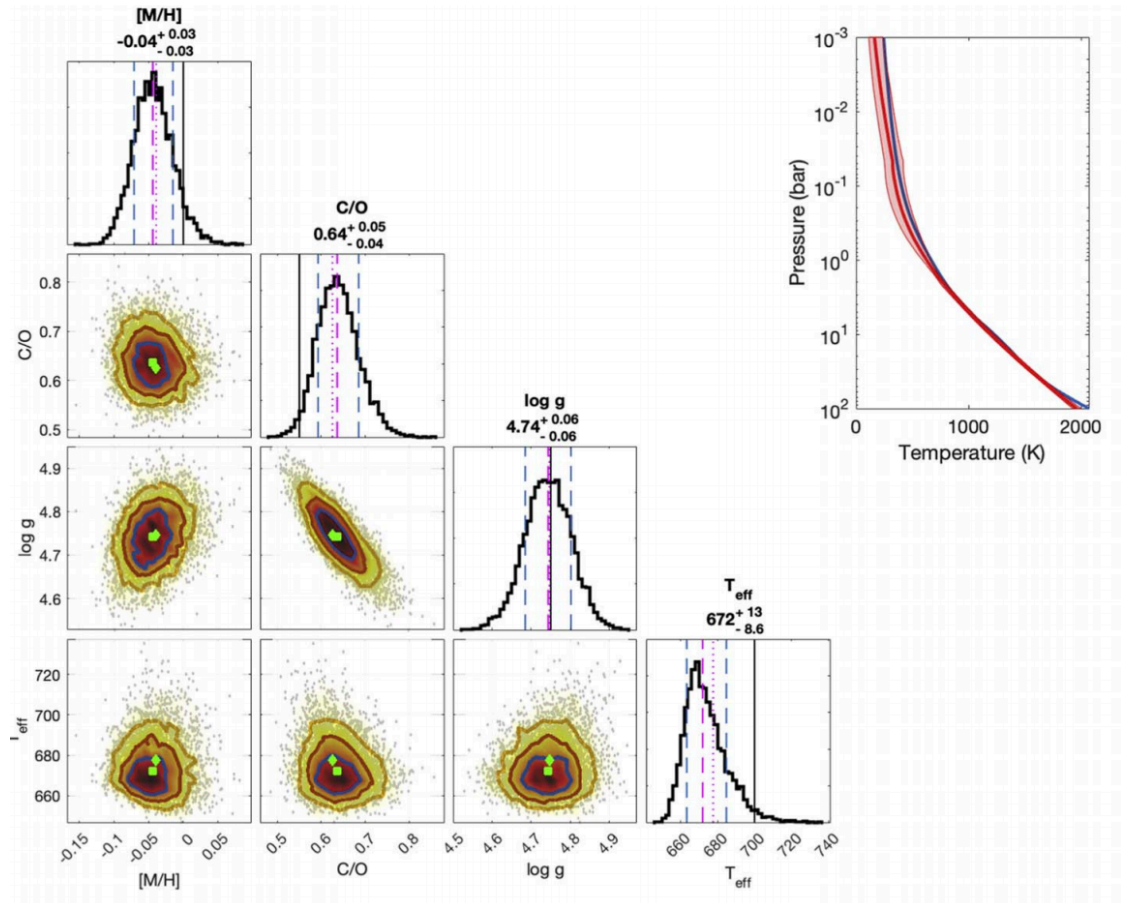 [M/H]
-0.04+ 0.03 - 0.03
10-3
10-2
10-1
100
101
102
Pressure (bar)
0
1000
2000
Temperature (K)
C/O
0.64+ 0.05 - 0.04
0.8
0.7
0.6
0.5
C/O
log g
4.74+ 0.06 - 0.06
4.9
4.8
4.7
4.6
log g
Teff
672+ 13 - 8.6
720
700
680
660
eff
-0.15
-0.1
-0.05
0
0.05
[M/H]
0.5
0.6
0.7
0.8
C/O
4.5
4.6
4.7
4.8
4.9
log g
660
680
700
720
740
Teff